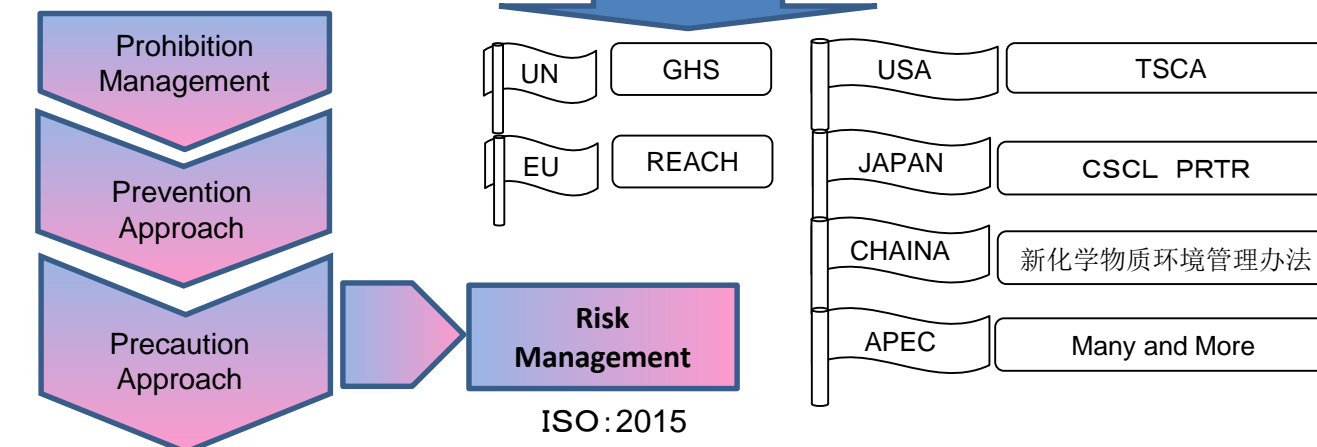 Prohibition
Management
Prevention
Approach
Precaution
Approach
Risk
Management
ISO：2015
UN
GHS
EU
REACH
USA
TSCA
JAPAN
CSCL PRTR
CHAINA
新化学物质环境管理办法
APEC
Many and More